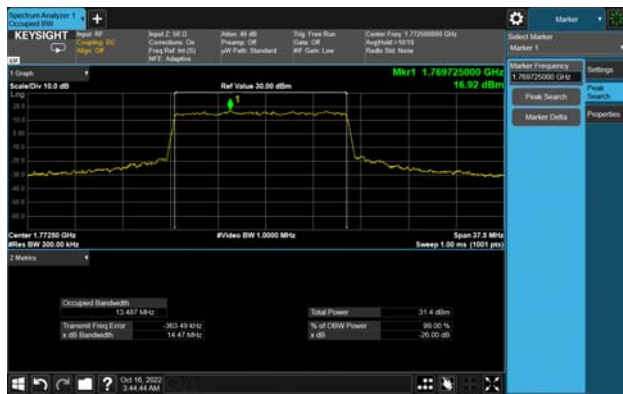 Spectrum Analyzer 1
Occupied BW
Marker
KEYSIGHT
Input: RF
Coupling: DC
Align: Off
Input Z: 50 Ω
Corrections: On
Freq Ref: Int (S)
NFE: Adaptive
Atten: 40 dB
Preamp: Off
µW Path: Standard
Trig: Free Run
Gate: Off
#IF Gain: Low
Center Freq: 1.772500000 GHz
Avg|Hold:>10/10
Radio Std: None
Select Marker
Marker 1
1 Graph
Scale/Div 10.0 dB
Ref Value 30.00 dBm
Mkr1 1.769725000 GHz
16.92 dBm
Log
20.0
10.0
1
Center 1.77250 GHz
#Res BW 300.00 kHz
#Video BW 1.0000 MHz
Span 37.5 MHz
Sweep 1.00 ms (1001 pts)
Marker Frequency
1.769725000 GHz
Peak Search
Marker Delta
Settings
Peak
Search
Properties
2 Metrics
Occupied Bandwidth
13.487 MHz
Transmit Freq Error
-363.49 kHz
x dB Bandwidth
14.47 MHz
Total Power
31.4 dBm
% of OBW Power
99.00 %
x dB
-26.00 dB
Oct 16, 2022
3:44:44 AM